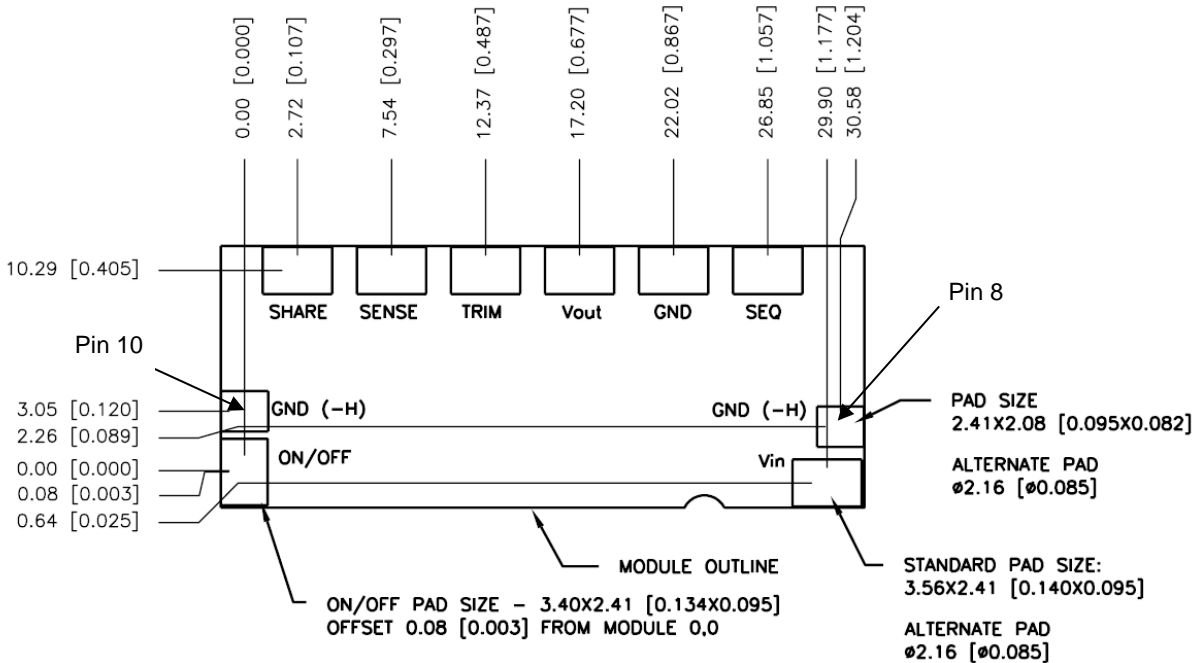 0.00 [0.000]
2.72 [0.107]
7.54 [0.297]
12.37 [0.487]
17.20 [0.677]
22.02 [0.867]
26.85 [1.057]
29.90 [1.177]
30.58 [1.204]
10.29 [0.405]
SHARE
SENSE
TRIM
Vout
GND
SEQ
Pin 8
Pin 10
3.05 [0.120]
GND (-H)
GND (-H)
PAD SIZE
2.41X2.08 [0.095X0.082]
2.26 [0.089]
ON/OFF
Vin
ALTERNATE PAD
ø2.16 [ø0.085]
0.00 [0.000]
0.08 [0.003]
0.64 [0.025]
MODULE OUTLINE
STANDARD PAD SIZE:
3.56X2.41 [0.140X0.095]
ON/OFF PAD SIZE - 3.40X2.41 [0.134X0.095]
OFFSET 0.08 [0.003] FROM MODULE 0,0
ALTERNATE PAD
ø2.16 [ø0.085]